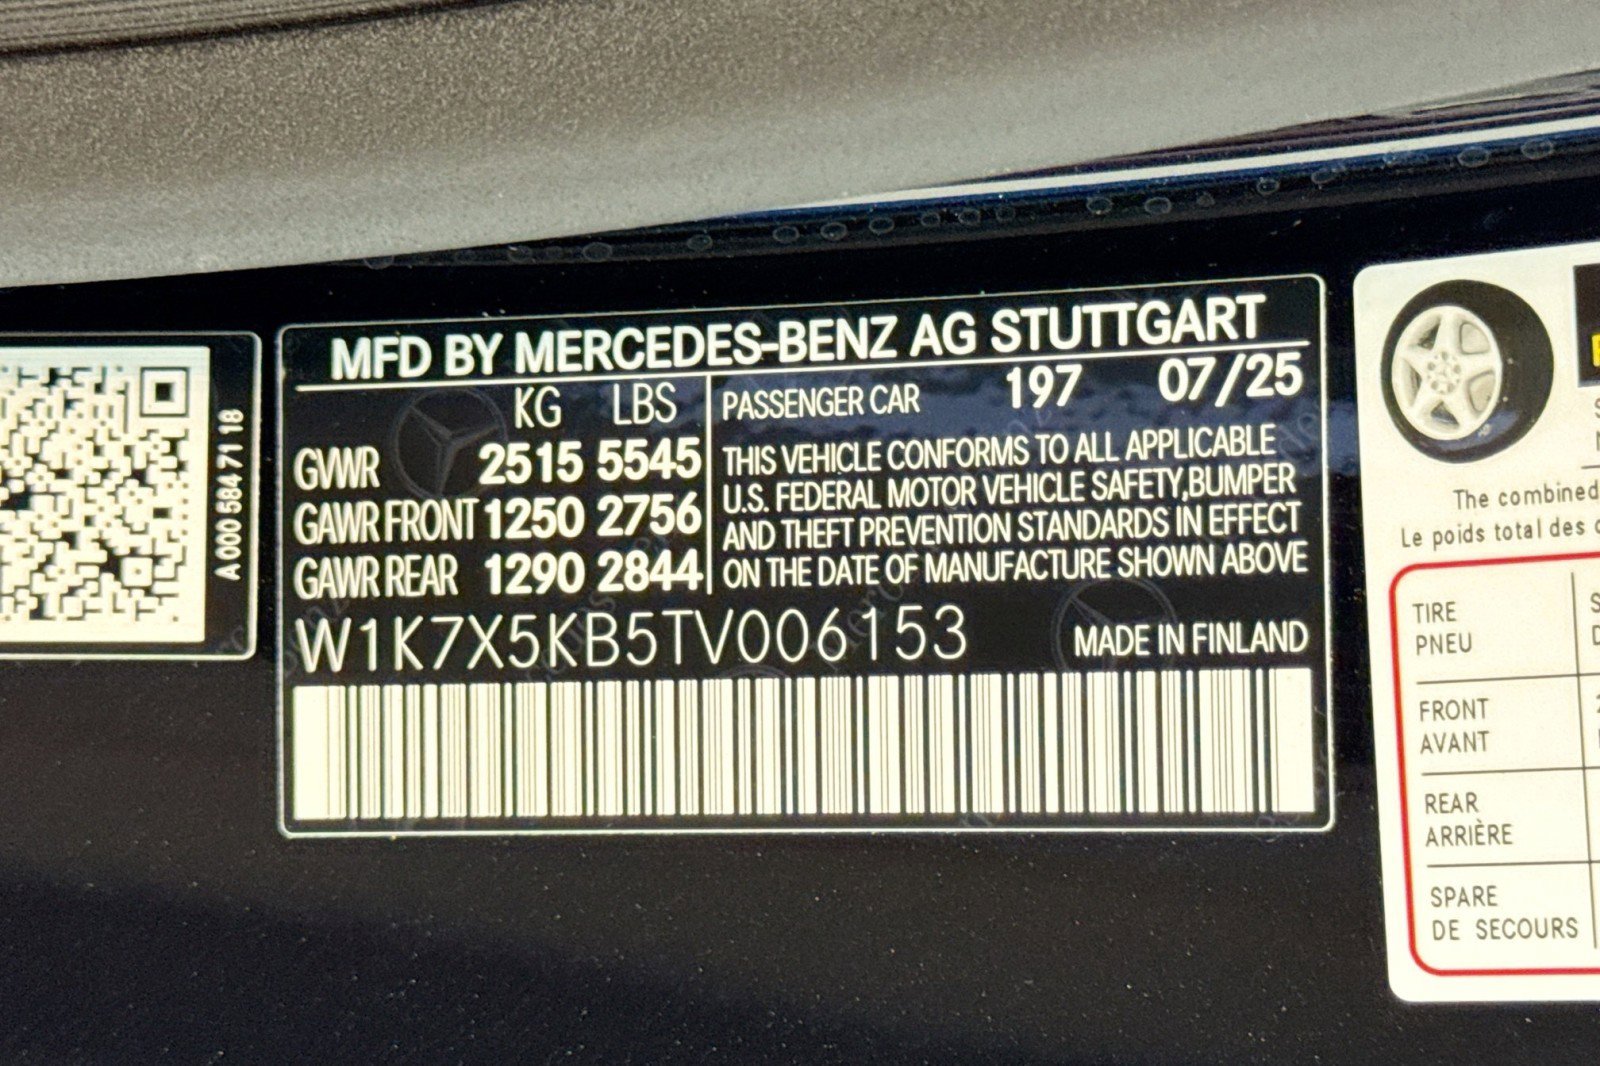 A 000 584 71 18
MFD BY MERCEDES-BENZ AG STUTTGART
KG LBS
GVWR 2515 5545
GAWR FRONT 1250 2756
GAWR REAR 1290 2844
PASSENGER CAR 197 07/25
THIS VEHICLE CONFORMS TO ALL APPLICABLE
U.S. FEDERAL MOTOR VEHICLE SAFETY,BUMPER
AND THEFT PREVENTION STANDARDS IN EFFECT
ON THE DATE OF MANUFACTURE SHOWN ABOVE
W1K7X5KB5TV006153 MADE IN FINLAND
The combined
Le poids total des
TIRE
PNEU
FRONT
AVANT
REAR
ARRIÈRE
SPARE
DE SECOURS